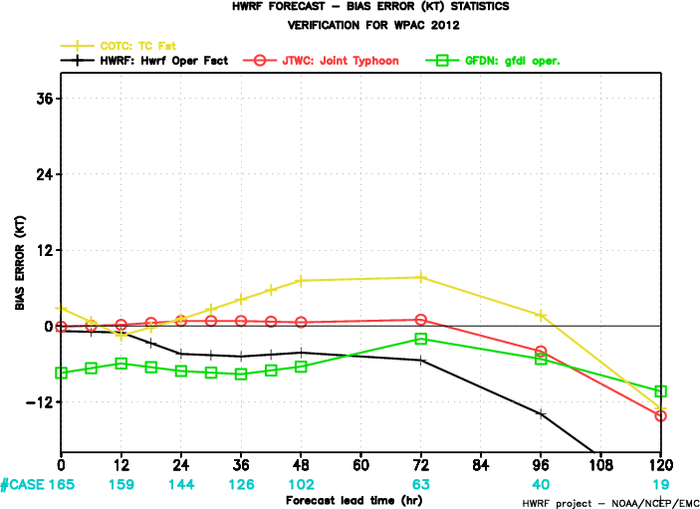 HWRF FORECAST – BIAS ERROR (KT) STATISTICS
VERIFICATION FOR WPAC 2012
COTC: TC Fst
HWRF: Hwrf Oper Fsct JTWC: Joint Typhoon GFDN: gfdl oper.
BIAS ERROR (KT)
36
24
12
0
−12
0 12 24 36 48 60 72 84 96 108 120
#CASE 165 159 144 126 102 63 40 19
Forecast lead time (hr)
HWRF project – NOAA/NCEP/EMC